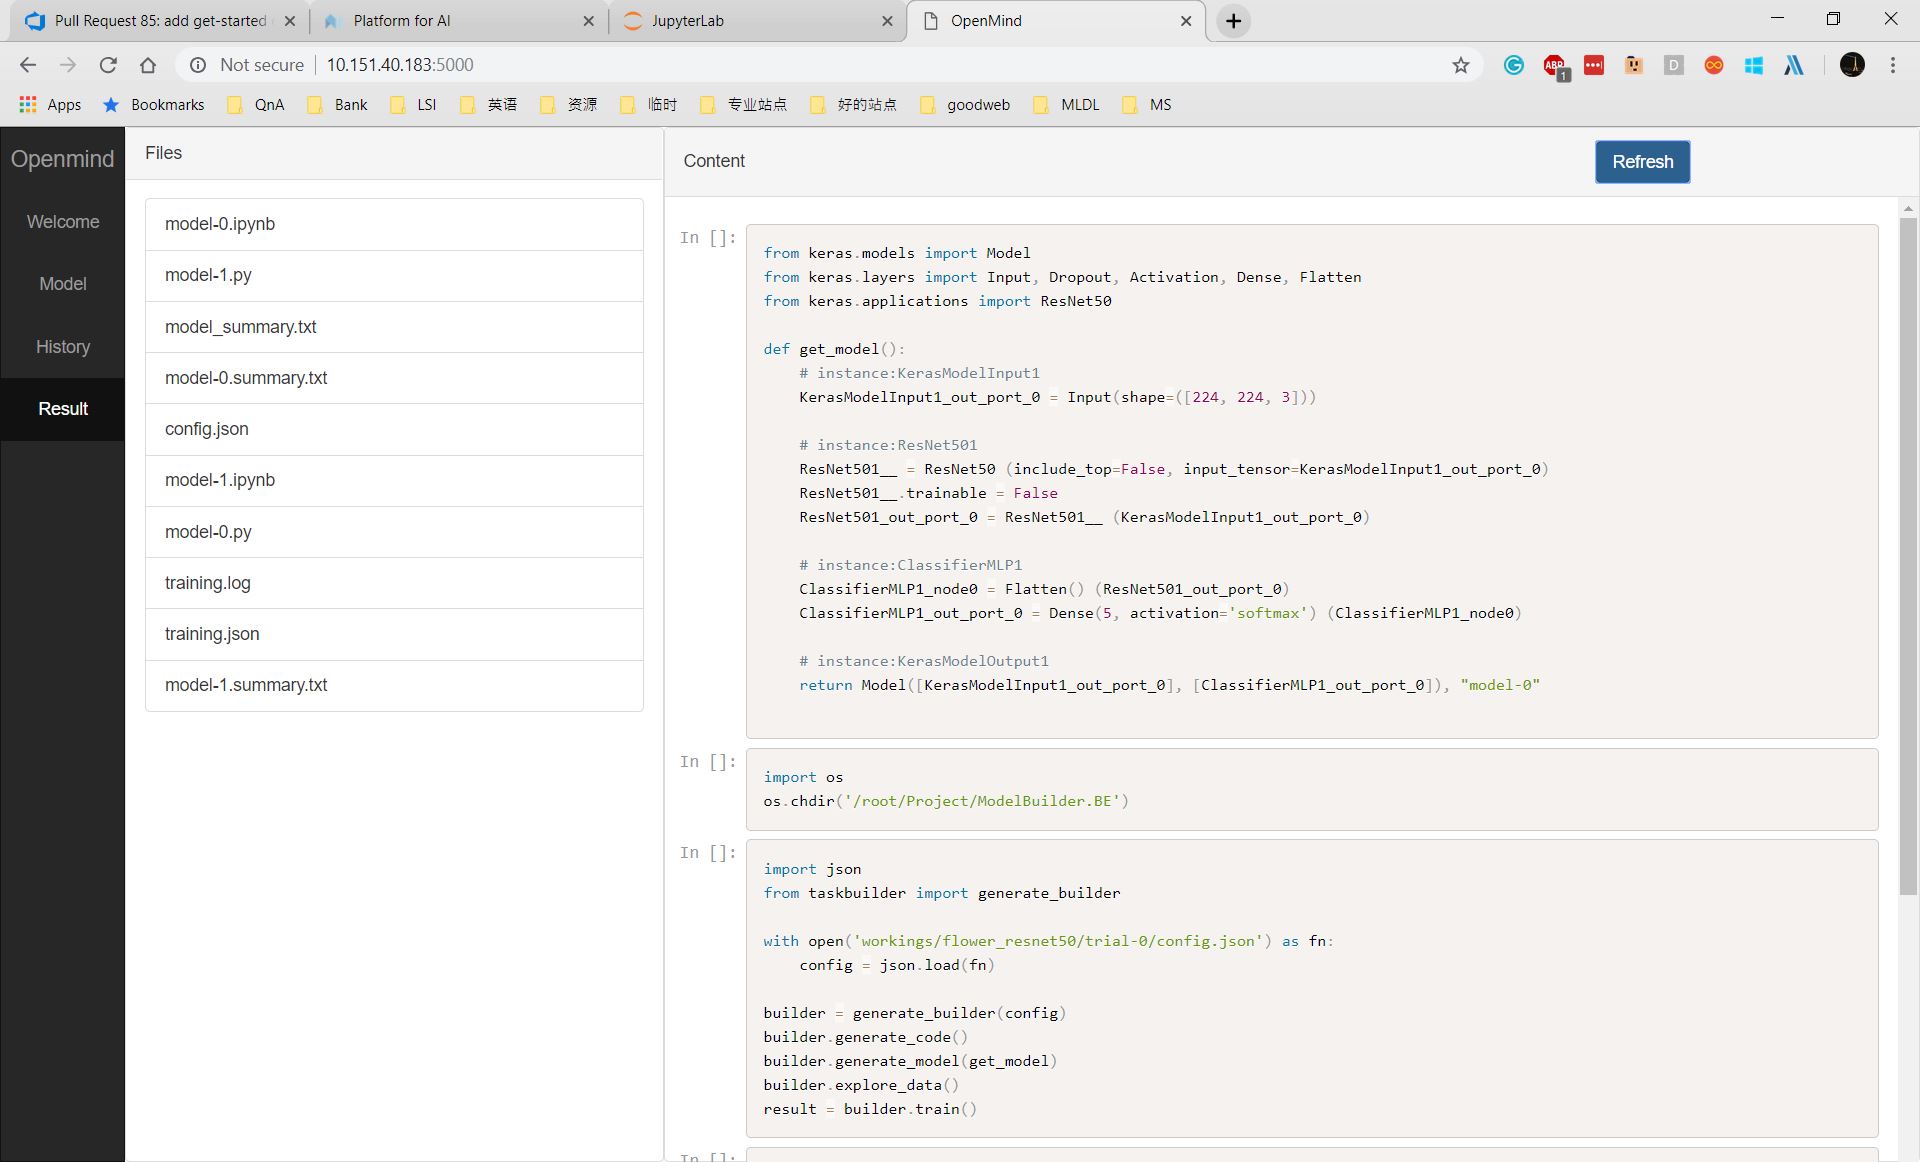 Pull Request 85: add get-started
Platform for AI
JupyterLab
OpenMind
Not secure
10.151.40.183:5000
ABP
1
D
Apps
Bookmarks
QnA
Bank
LSI
英语
资源
临时
专业站点
好的站点
goodweb
MLDL
MS
Openmind
Welcome
Model
History
Result
Files
model-0.ipynb
model-1.py
model_summary.txt
model-0.summary.txt
config.json
model-1.ipynb
model-0.py
training.log
training.json
model-1.summary.txt
Content
Refresh
In []:
from keras.models import Model
from keras.layers import Input, Dropout, Activation, Dense, Flatten
from keras.applications import ResNet50
def get_model():
# instance:KerasModelInput1
KerasModelInput1_out_port_0 = Input(shape=([224, 224, 3]))
# instance:ResNet501
ResNet501__ = ResNet50 (include_top=False, input_tensor=KerasModelInput1_out_port_0)
ResNet501__.trainable = False
ResNet501_out_port_0 = ResNet501__ (KerasModelInput1_out_port_0)
# instance:ClassifierMLP1
ClassifierMLP1_node0 = Flatten() (ResNet501_out_port_0)
ClassifierMLP1_out_port_0 = Dense(5, activation='softmax') (ClassifierMLP1_node0)
# instance:KerasModelOutput1
return Model([KerasModelInput1_out_port_0], [ClassifierMLP1_out_port_0]), "model-0"
In []:
import os
os.chdir('/root/Project/ModelBuilder.BE')
In []:
import json
from taskbuilder import generate_builder
with open('workings/flower_resnet50/trial-0/config.json') as fn:
config = json.load(fn)
builder = generate_builder(config)
builder.generate_code()
builder.generate_model(get_model)
builder.explore_data()
result = builder.train()
In []: